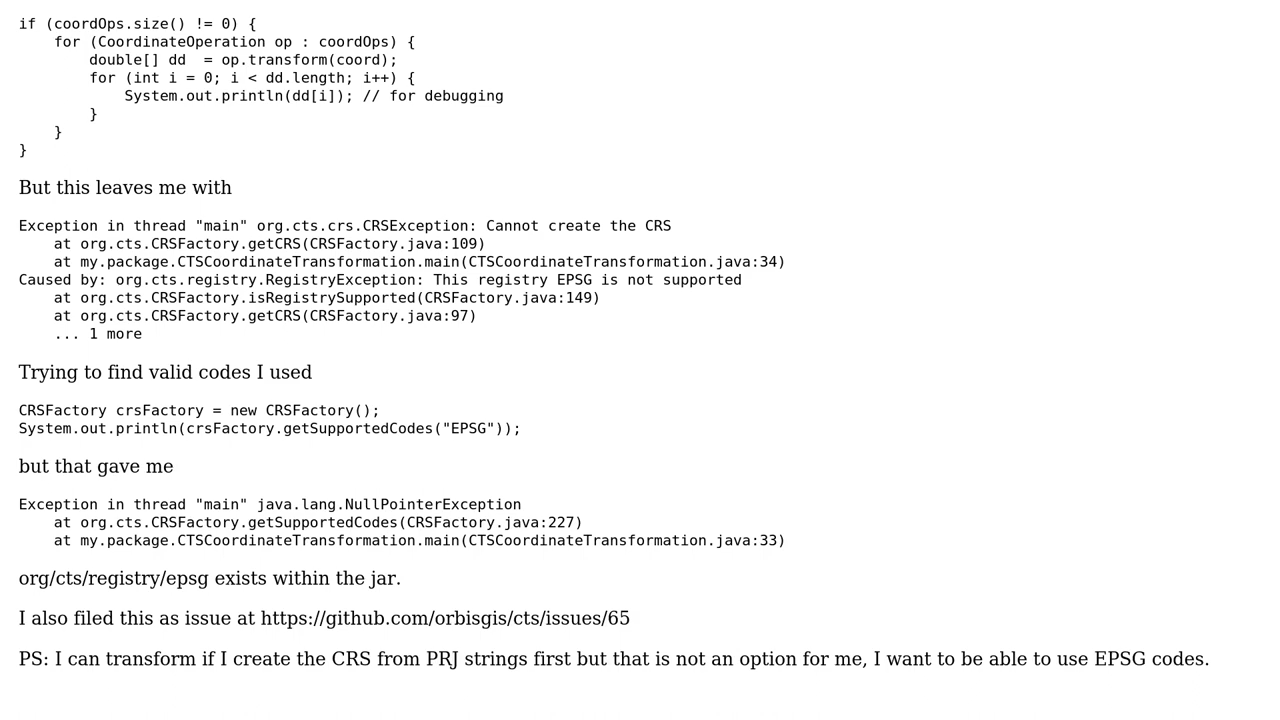 if (coordOps.size() != 0) {
    for (CoordinateOperation op : coordOps) {
        double[] dd  = op.transform(coord);
        for (int i = 0; i < dd.length; i++) {
            System.out.println(dd[i]); // for debugging
        }
    }
}
But this leaves me with
Exception in thread "main" org.cts.crs.CRSException: Cannot create the CRS
    at org.cts.CRSFactory.getCRS(CRSFactory.java:109)
    at my.package.CTSCoordinateTransformation.main(CTSCoordinateTransformation.java:34)
Caused by: org.cts.registry.RegistryException: This registry EPSG is not supported
    at org.cts.CRSFactory.isRegistrySupported(CRSFactory.java:149)
    at org.cts.CRSFactory.getCRS(CRSFactory.java:97)
    ... 1 more
Trying to find valid codes I used
CRSFactory crsFactory = new CRSFactory();
System.out.println(crsFactory.getSupportedCodes("EPSG"));
but that gave me
Exception in thread "main" java.lang.NullPointerException
    at org.cts.CRSFactory.getSupportedCodes(CRSFactory.java:227)
    at my.package.CTSCoordinateTransformation.main(CTSCoordinateTransformation.java:33)
org/cts/registry/epsg exists within the jar.
I also filed this as issue at https://github.com/orbisgis/cts/issues/65
PS: I can transform if I create the CRS from PRJ strings first but that is not an option for me, I want to be able to use EPSG codes.